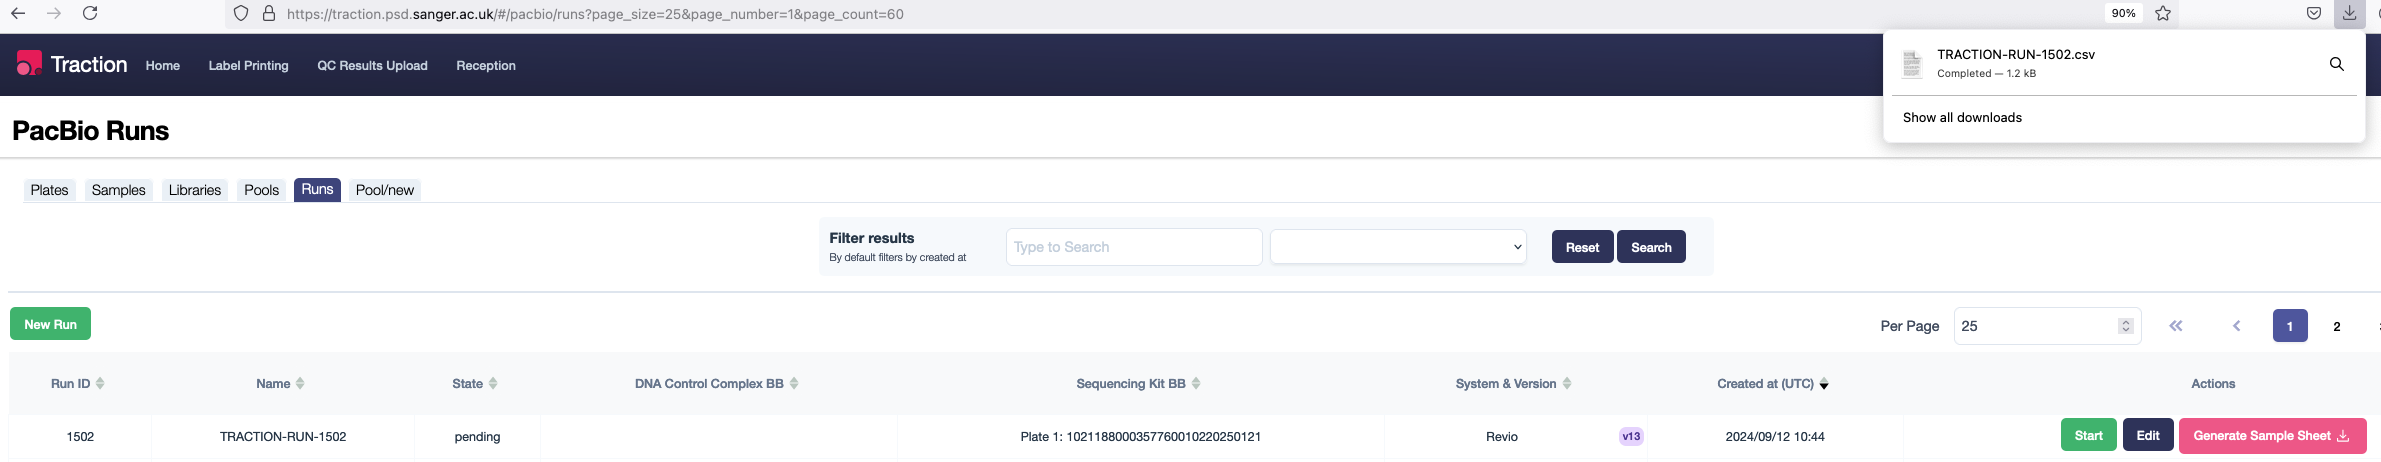 https://traction.psd.sanger.ac.uk/#/pacbio/runs?page_size=25&page_number=1&page_count=60
90%
TRACTION-RUN-1502.csv
Completed — 1.2 kB
Show all downloads
Traction Home Label Printing QC Results Upload Reception
PacBio Runs
Plates Samples Libraries Pools Runs Pool/new
Filter results
By default filters by created at
Type to Search
Reset Search
New Run
Per Page 25 1 2
Run ID Name State DNA Control Complex BB Sequencing Kit BB System & Version Created at (UTC) Actions
1502 TRACTION-RUN-1502 pending Plate 1: 1021188000357760010220250121 Revio v13 2024/09/12 10:44 Start Edit Generate Sample Sheet